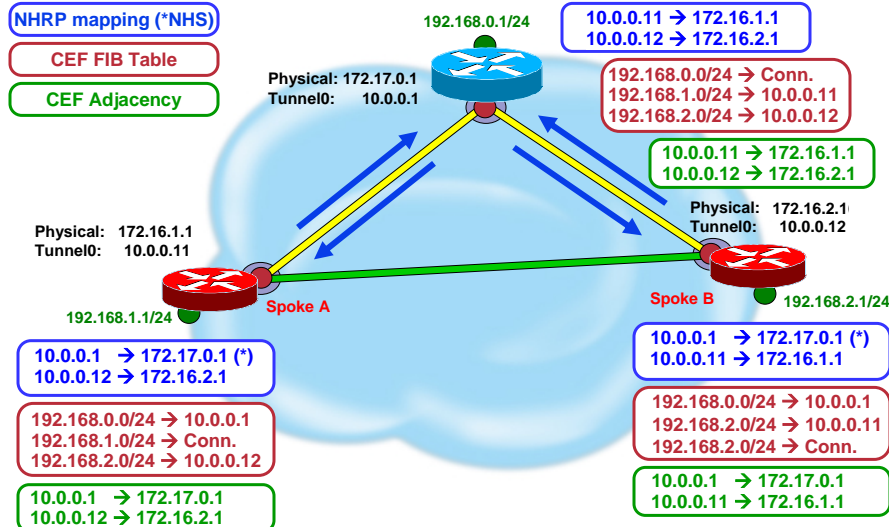 NHRP mapping (*NHS)
CEF FIB Table
CEF Adjacency
192.168.0.1/24
Physical: 172.17.0.1
Tunnel0: 10.0.0.1
10.0.0.11 → 172.16.1.1
10.0.0.12 → 172.16.2.1
192.168.0.0/24 → Conn.
192.168.1.0/24 → 10.0.0.11
192.168.2.0/24 → 10.0.0.12
10.0.0.11 → 172.16.1.1
10.0.0.12 → 172.16.2.1
Physical: 172.16.1.1
Tunnel0: 10.0.0.11
Physical: 172.16.2.1
Tunnel0: 10.0.0.12
Spoke A
192.168.1.1/24
Spoke B
192.168.2.1/24
10.0.0.1 → 172.17.0.1 (*)
10.0.0.12 → 172.16.2.1
192.168.0.0/24 → 10.0.0.1
192.168.1.0/24 → Conn.
192.168.2.0/24 → 10.0.0.12
10.0.0.1 → 172.17.0.1
10.0.0.12 → 172.16.2.1
10.0.0.1 → 172.17.0.1 (*)
10.0.0.11 → 172.16.1.1
192.168.0.0/24 → 10.0.0.1
192.168.2.0/24 → 10.0.0.11
192.168.2.0/24 → Conn.
10.0.0.1 → 172.17.0.1
10.0.0.11 → 172.16.1.1